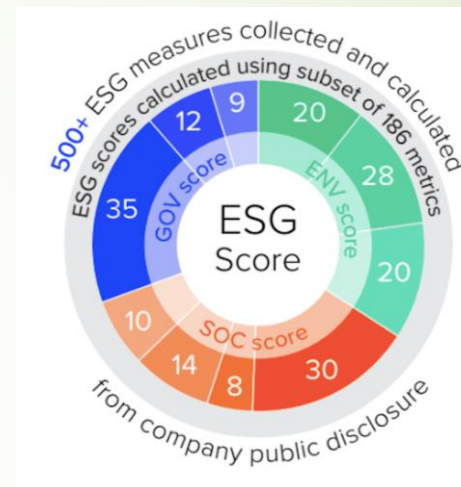 500+ ESG measures collected and calculated
ESG scores calculated using subset of 186 metrics
20
28
20
ENV score
30
8
14
10
SOC score
35
12
9
GOV score
ESG
Score
from company public disclosure